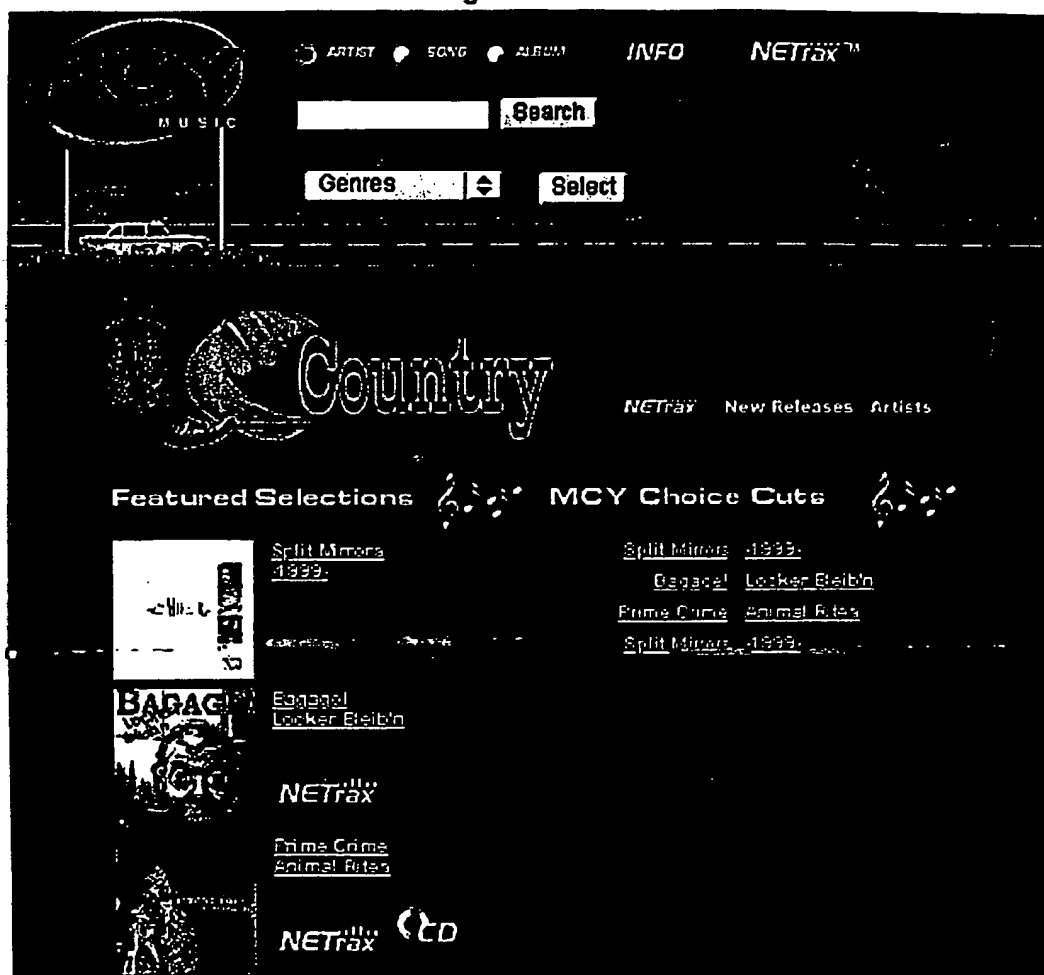 ARTIST SONG ALBUM INFO NETrax™
MUSIC
Search
Genres Select
Country
NETrax New Releases Artists
Featured Selections MCY Choice Cuts
Split Mirrors
-1999-
Split Mirrors -1999-
Bagage! Locker Bleib'n
Prime Crime Animal Rites
Split Mirrors -1999-
BAGAGE
Bagage!
Locker Bleib'n
NETrax
Prime Crime
Animal Rites
NETrax CD